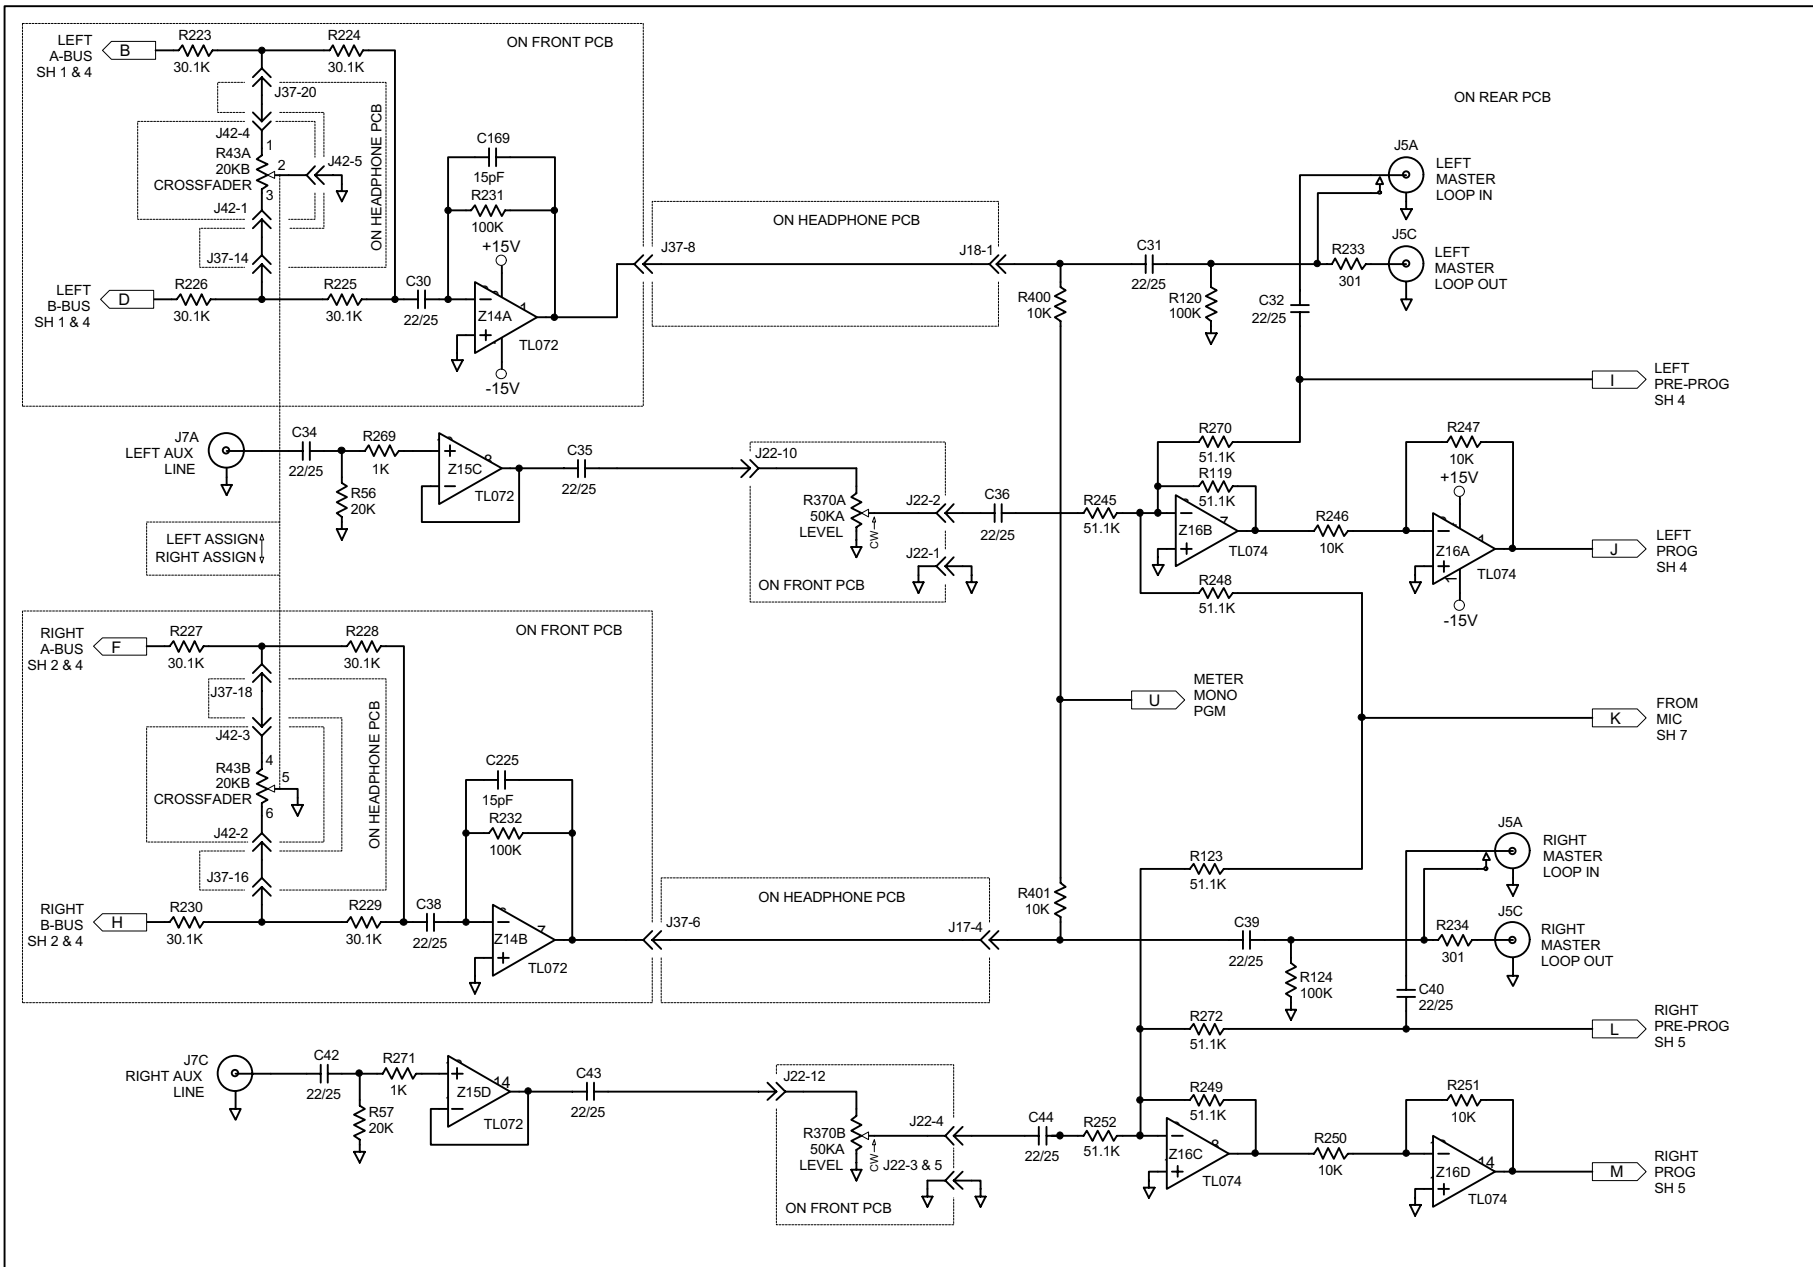 LEFT
A-BUS
SH 1 & 4
B
R223
30.1K
R224
30.1K
ON FRONT PCB
J37-20
J42-4
1
R43A
20KB
CROSSFADER
2
3
J42-5
ON HEADPHONE PCB
J42-1
J37-14
LEFT
B-BUS
SH 1 & 4
D
R226
30.1K
R225
30.1K
C30
22/25
C169
15pF
R231
100K
+15V
Z14A
1
TL072
-15V
J37-8
ON HEADPHONE PCB
J18-1
R400
10K
C31
22/25
R120
100K
ON REAR PCB
J5A
LEFT
MASTER
LOOP IN
J5C
LEFT
MASTER
LOOP OUT
R233
301
C32
22/25
I
LEFT
PRE-PROG
SH 4
J7A
LEFT AUX
LINE
C34
22/25
R269
1K
R56
20K
Z15C
8
TL072
C35
22/25
J22-10
R370A
50KA
LEVEL
CW
J22-2
J22-1
ON FRONT PCB
C36
22/25
R245
51.1K
R270
51.1K
R119
51.1K
Z16B
7
TL074
R248
51.1K
R246
10K
R247
10K
+15V
Z16A
1
TL074
-15V
J
LEFT
PROG
SH 4
LEFT ASSIGN
RIGHT ASSIGN
RIGHT
A-BUS
SH 2 & 4
F
R227
30.1K
R228
30.1K
ON FRONT PCB
J37-18
J42-3
4
R43B
20KB
CROSSFADER
5
6
ON HEADPHONE PCB
J42-2
J37-16
RIGHT
B-BUS
SH 2 & 4
H
R230
30.1K
R229
30.1K
C38
22/25
C225
15pF
R232
100K
Z14B
7
TL072
J37-6
ON HEADPHONE PCB
J17-4
U
METER
MONO
PGM
K
FROM
MIC
SH 7
R401
10K
R123
51.1K
C39
22/25
R124
100K
J5A
RIGHT
MASTER
LOOP IN
J5C
RIGHT
MASTER
LOOP OUT
R234
301
C40
22/25
R272
51.1K
L
RIGHT
PRE-PROG
SH 5
J7C
RIGHT AUX
LINE
C42
22/25
R271
1K
R57
20K
Z15D
14
TL072
C43
22/25
J22-12
R370B
50KA
LEVEL
CW
J22-4
J22-3 & 5
ON FRONT PCB
C44
22/25
R252
51.1K
R249
51.1K
Z16C
8
TL074
R250
10K
R251
10K
Z16D
14
TL074
M
RIGHT
PROG
SH 5